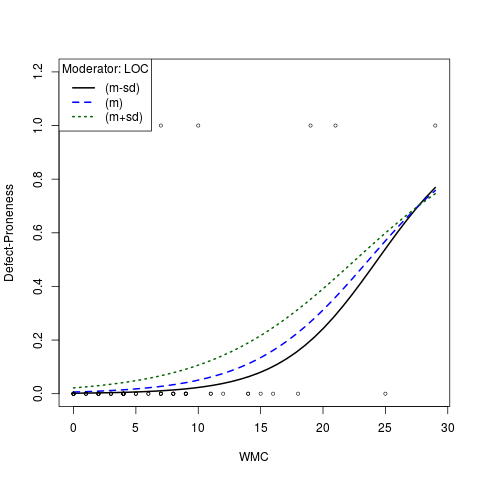 Moderator: LOC
(m-sd)
(m)
(m+sd)
Defect-Proneness
1.2
1.0
0.8
0.6
0.4
0.2
0.0
0 5 10 15 20 25 30
WMC